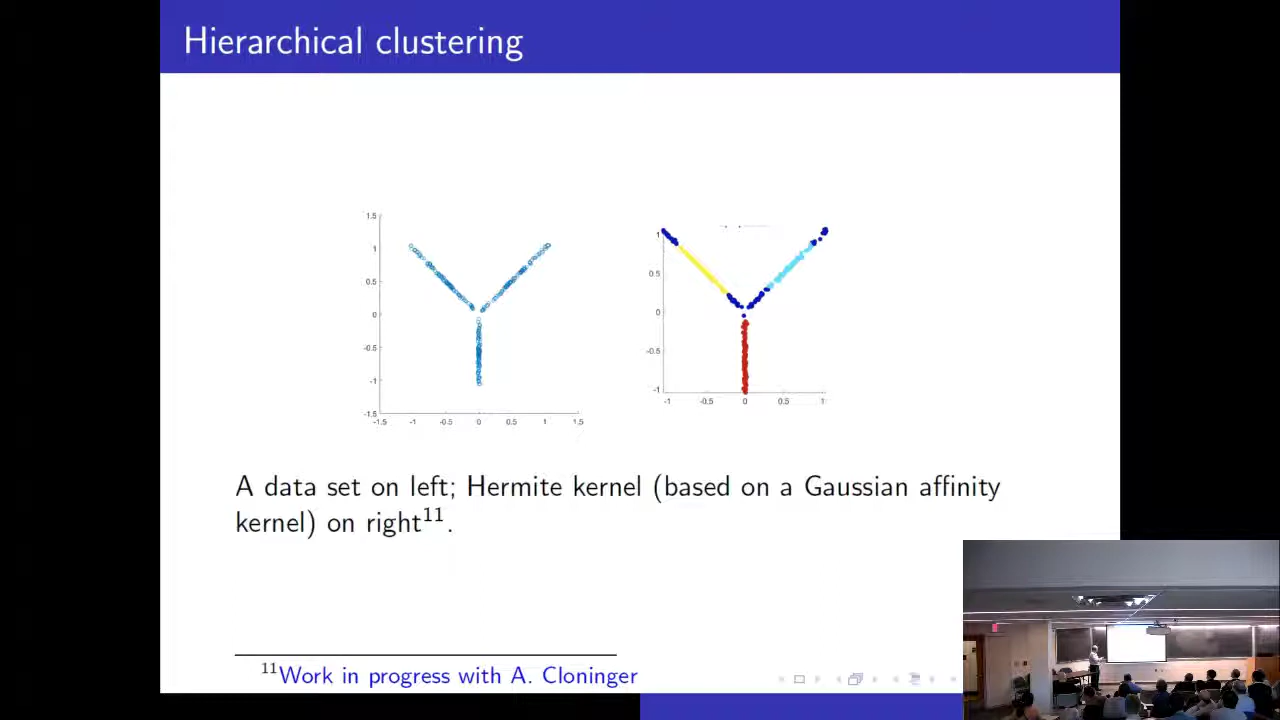 Hierarchical clustering
1.5
1
0.5
0
-0.5
-1
-1.5
-1.5 -1 -0.5 0 0.5 1 1.5
1
0.5
0
-0.5
-1
-1 -0.5 0 0.5 1
A data set on left; Hermite kernel (based on a Gaussian affinity
kernel) on right¹¹.
¹¹Work in progress with A. Cloninger